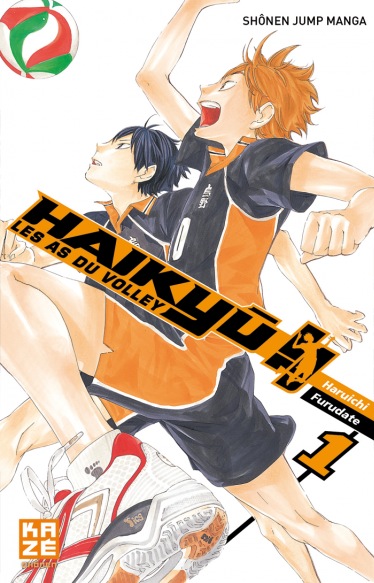 SHÔNEN JUMP MANGA
HAIKYŪ!!
LES AS DU VOLLEY
Haruichi
Furudate
1
KAZE